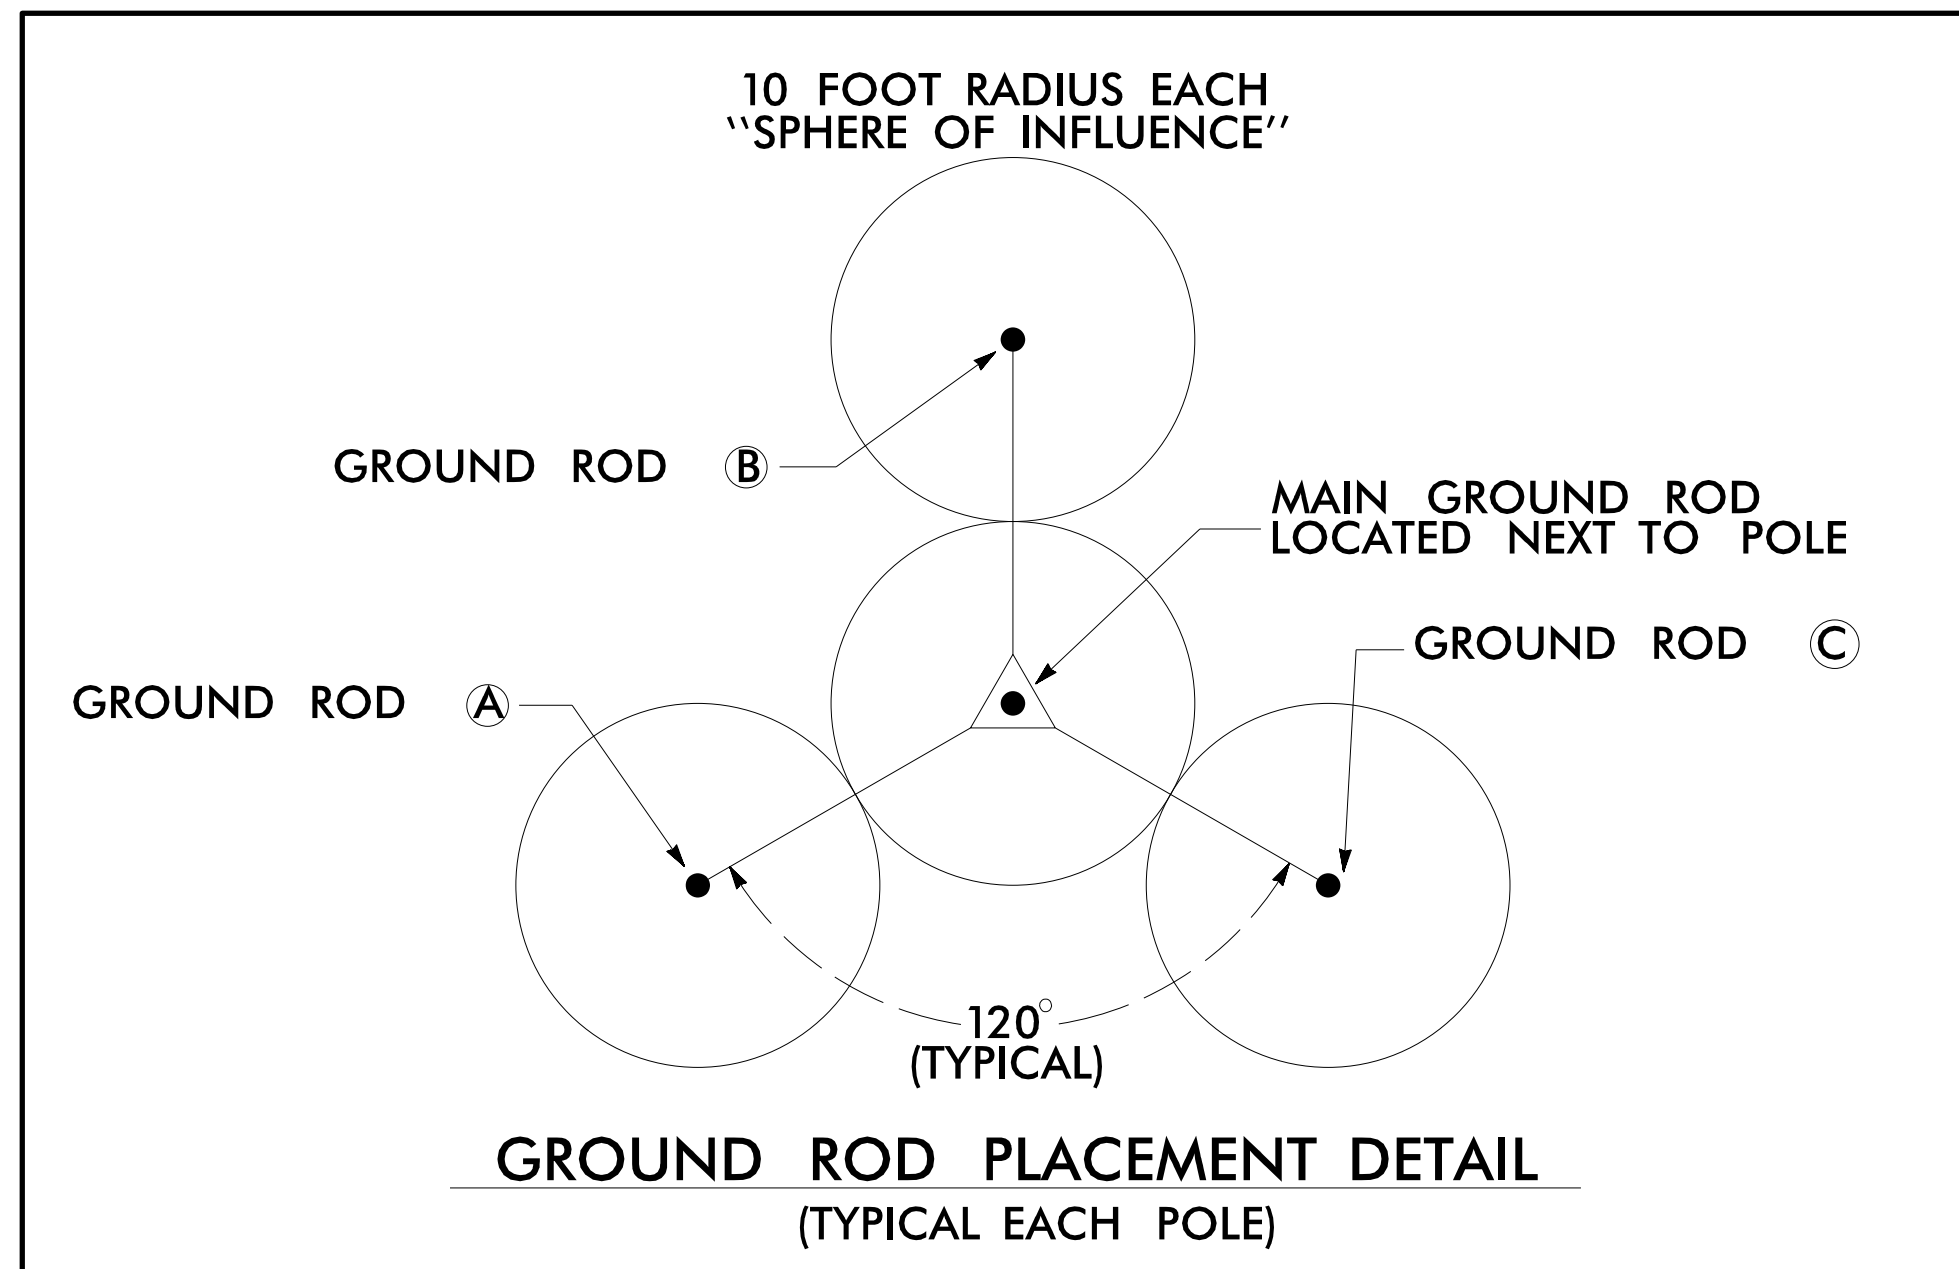 10 FOOT RADIUS EACH
''SPHERE OF INFLUENCE''
GROUND ROD B
MAIN GROUND ROD
LOCATED NEXT TO POLE
GROUND ROD C
GROUND ROD A
120°
(TYPICAL)
GROUND ROD PLACEMENT DETAIL
(TYPICAL EACH POLE)